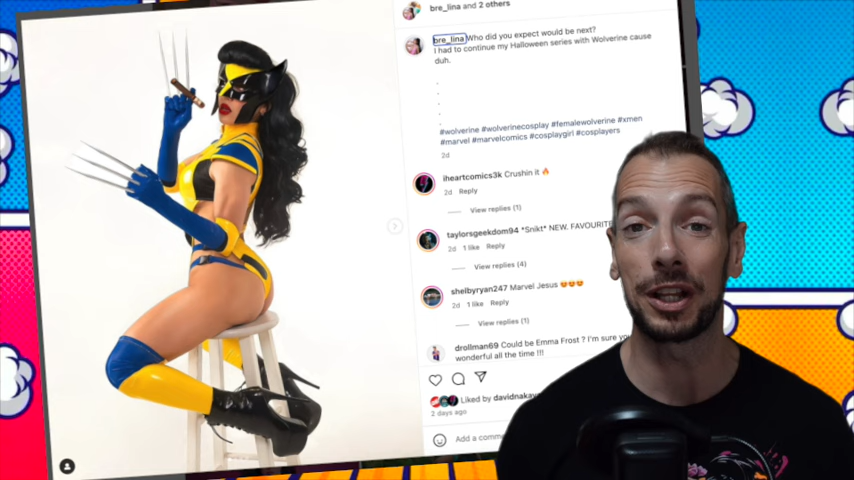 bre_lina and 2 others
bre_lina Who did you expect would be next?
I had to continue my Halloween series with Wolverine cause
duh.
.
.
.
.
.
#wolverine #wolverinecosplay #femalewolverine #xmen
#marvel #marvelcomics #cosplaygirl #cosplayers
2d
iheartcomics3k Crushin it 🔥
2d Reply
View replies (1)
taylorsgeekdom94 *Snikt* NEW. FAVOURITE
2d 1 like Reply
View replies (4)
shelbyryan247 Marvel Jesus 😍😍😍
2d 1 like Reply
View replies (1)
drollman69 Could be Emma Frost ? I'm sure you
wonderful all the time !!!
Liked by davidnakay
2 days ago
Add a comm